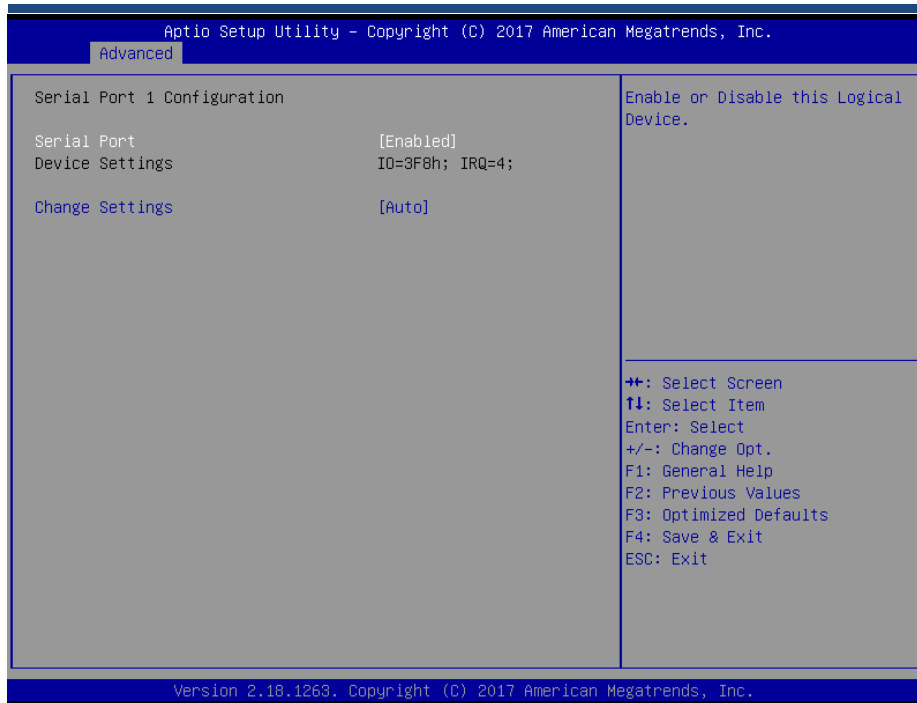 Aptio Setup Utility – Copyright (C) 2017 American Megatrends, Inc.
Advanced
Serial Port 1 Configuration
Serial Port [Enabled]
Device Settings IO=3F8h; IRQ=4;
Change Settings [Auto]
Enable or Disable this Logical
Device.
→←: Select Screen
↑↓: Select Item
Enter: Select
+/-: Change Opt.
F1: General Help
F2: Previous Values
F3: Optimized Defaults
F4: Save & Exit
ESC: Exit
Version 2.18.1263. Copyright (C) 2017 American Megatrends, Inc.